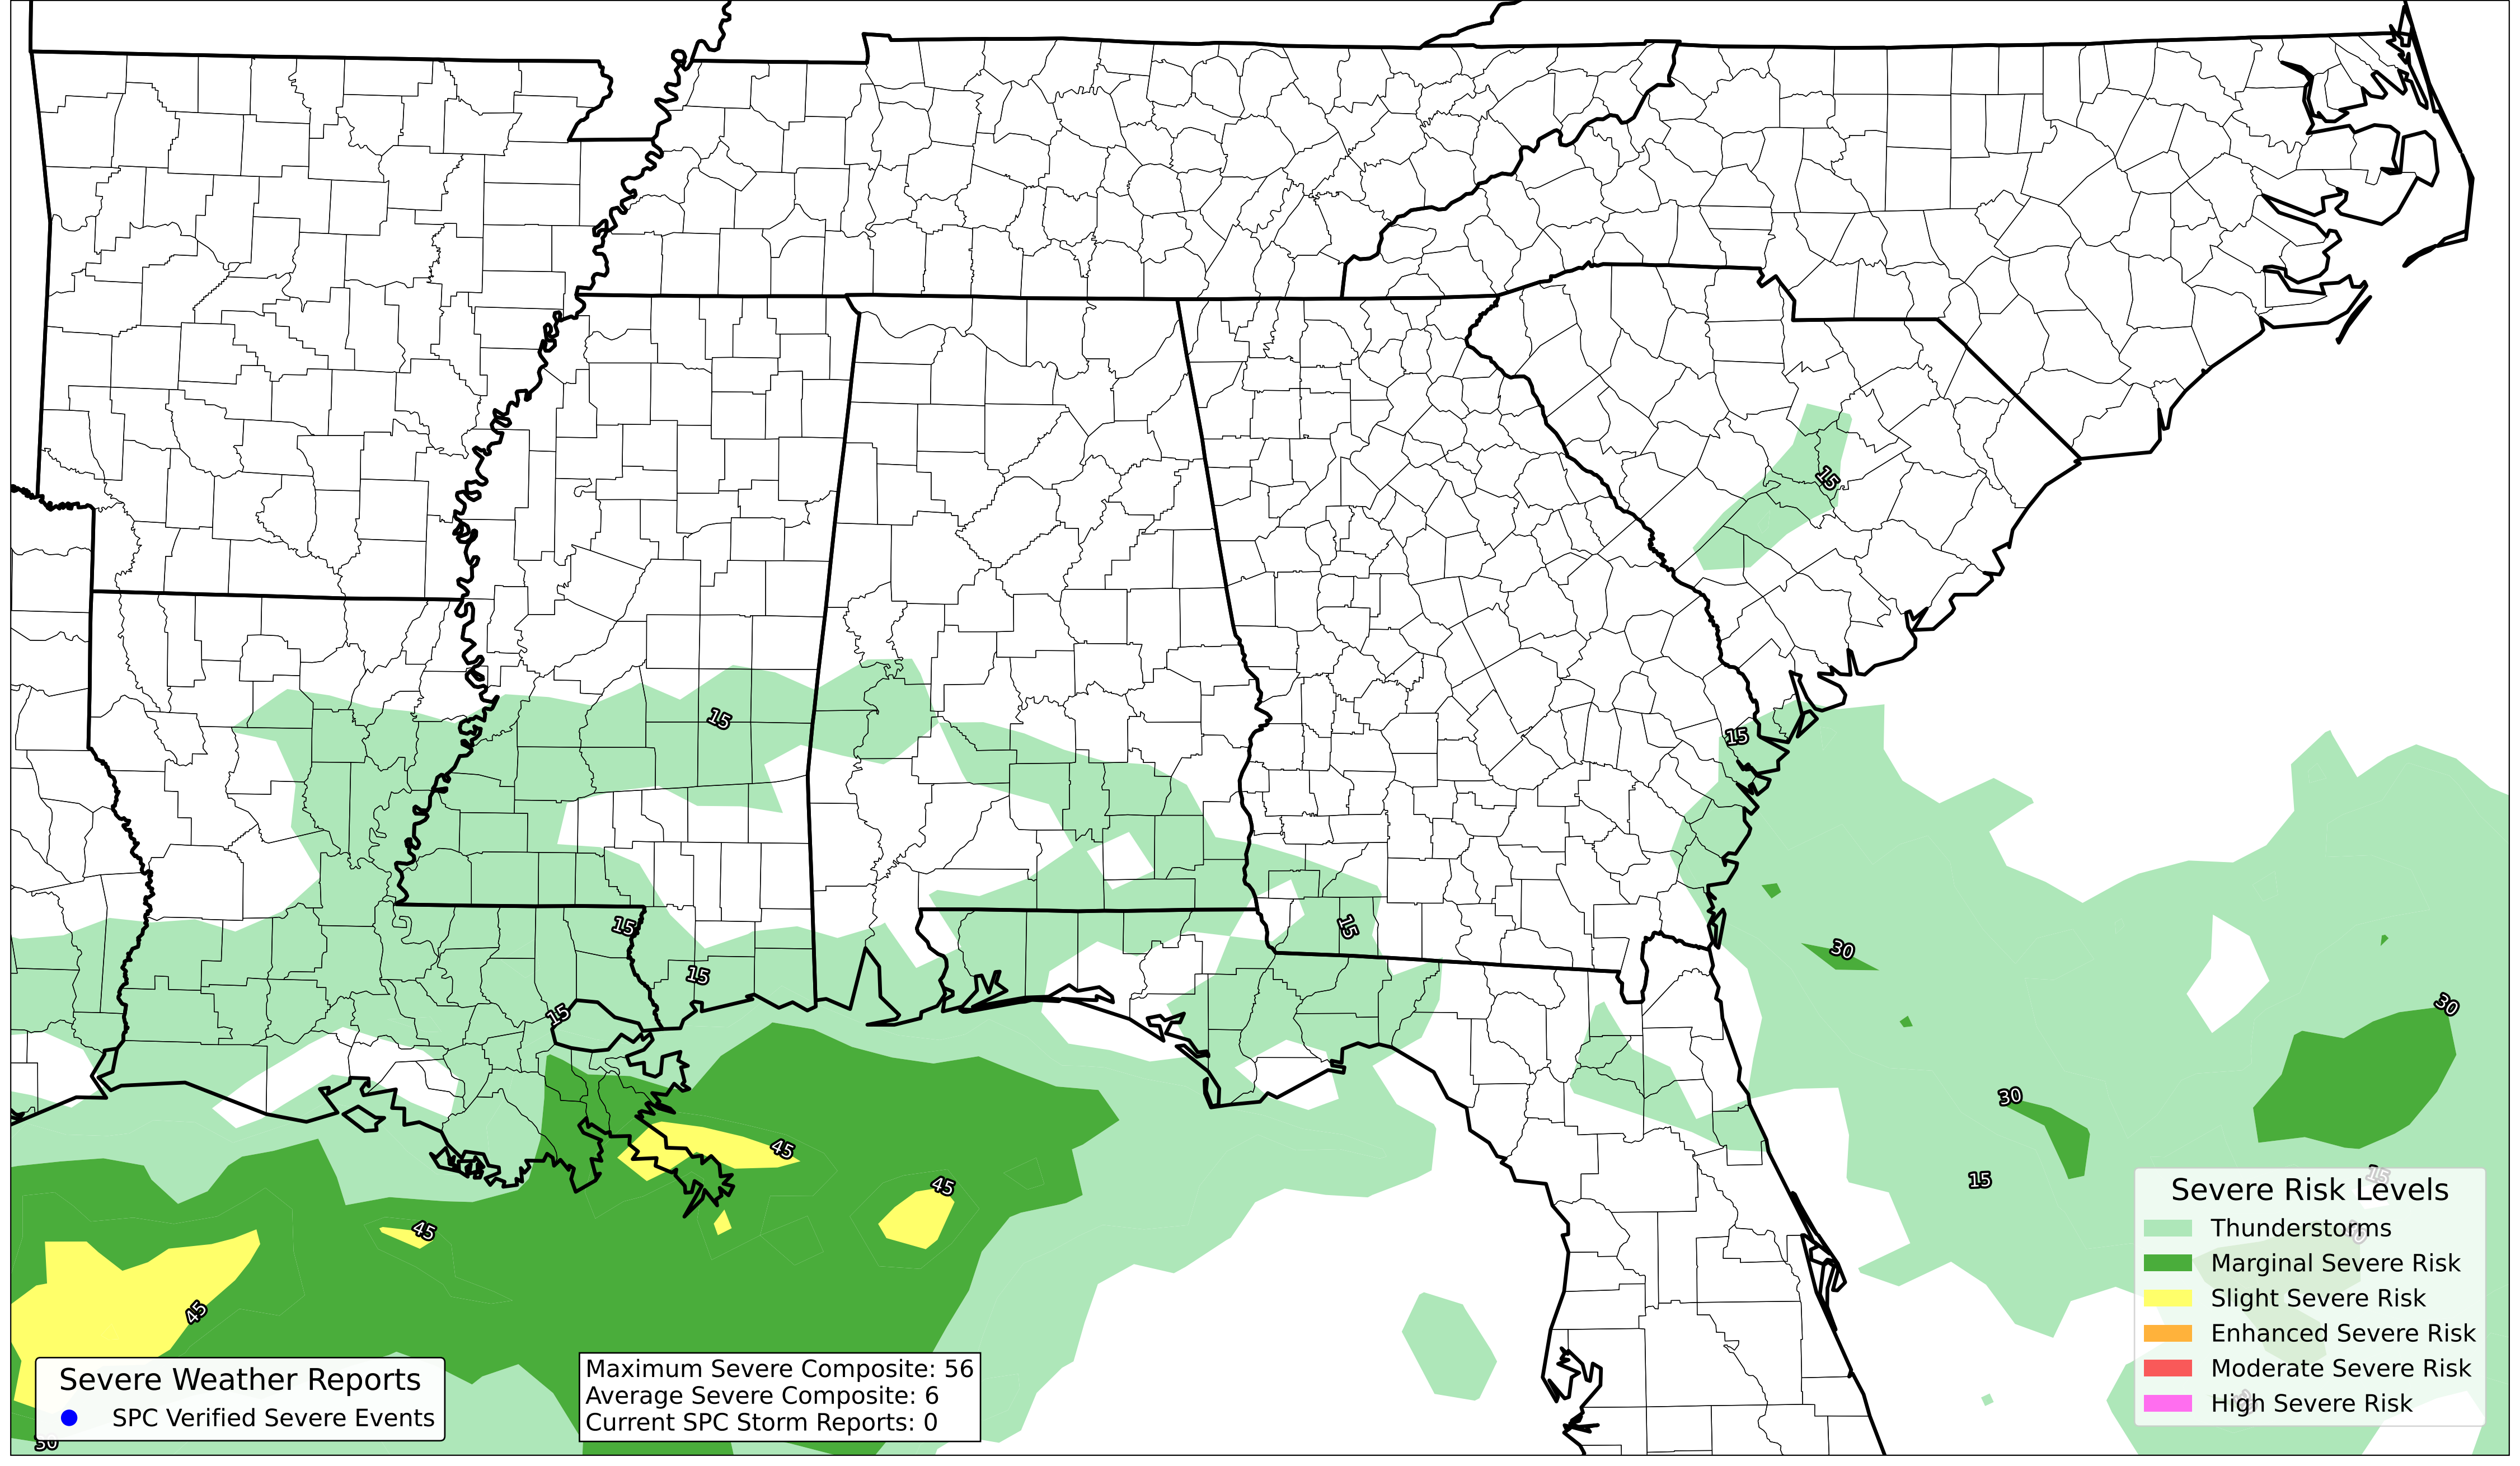 15
15
15
15
15
15
30
15
30
15
30
15
45
45
45
45
30
Severe Risk Levels
Thunderstorms
Marginal Severe Risk
Slight Severe Risk
Enhanced Severe Risk
Moderate Severe Risk
High Severe Risk
Severe Weather Reports
SPC Verified Severe Events
Maximum Severe Composite: 56
Average Severe Composite: 6
Current SPC Storm Reports: 0